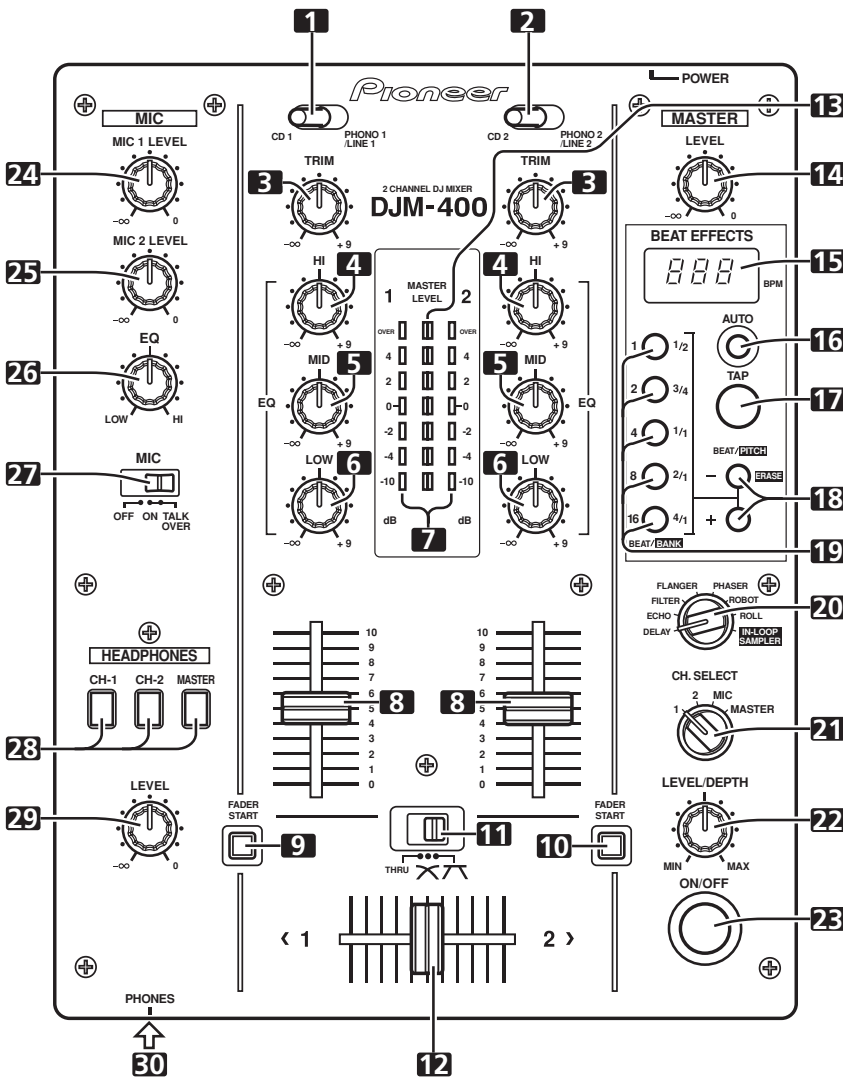 1
2
POWER
Pioneer
MIC
MASTER
13
CD 1
PHONO 1
/LINE 1
CD 2
PHONO 2
/LINE 2
MIC 1 LEVEL
LEVEL
24
–∞
0
3
TRIM
–∞
+ 9
2 CHANNEL DJ MIXER
DJM-400
TRIM
3
–∞
+ 9
14
–∞
0
MIC 2 LEVEL
25
–∞
0
BEAT EFFECTS
888
BPM
15
HI
4
–∞
+ 9
1
MASTER
LEVEL
2
4
HI
–∞
+ 9
OVER
OVER
4
4
2
2
0
0
-2
-2
-4
-4
-10
-10
dB
dB
7
EQ
26
LOW
HI
AUTO
16
TAP
17
1
1/2
2
3/4
4
1/1
8
2/1
16
4/1
BEAT/BANK
BEAT/PITCH
–
ERASE
+
18
19
EQ
MID
5
–∞
+ 9
5
MID
–∞
+ 9
EQ
LOW
6
–∞
+ 9
6
LOW
–∞
+ 9
MIC
27
OFF
ON
TALK
OVER
FLANGER
PHASER
FILTER
ROBOT
ECHO
ROLL
DELAY
IN-LOOP
SAMPLER
20
HEADPHONES
CH-1
CH-2
MASTER
28
10
9
8
7
6
5
4
3
2
1
0
8
10
9
8
7
6
5
4
3
2
1
0
8
CH. SELECT
1
2
MIC
MASTER
21
LEVEL
29
–∞
0
LEVEL/DEPTH
22
MIN
MAX
FADER
START
9
11
THRU
FADER
START
10
ON/OFF
23
‹ 1
2 ›
12
PHONES
30